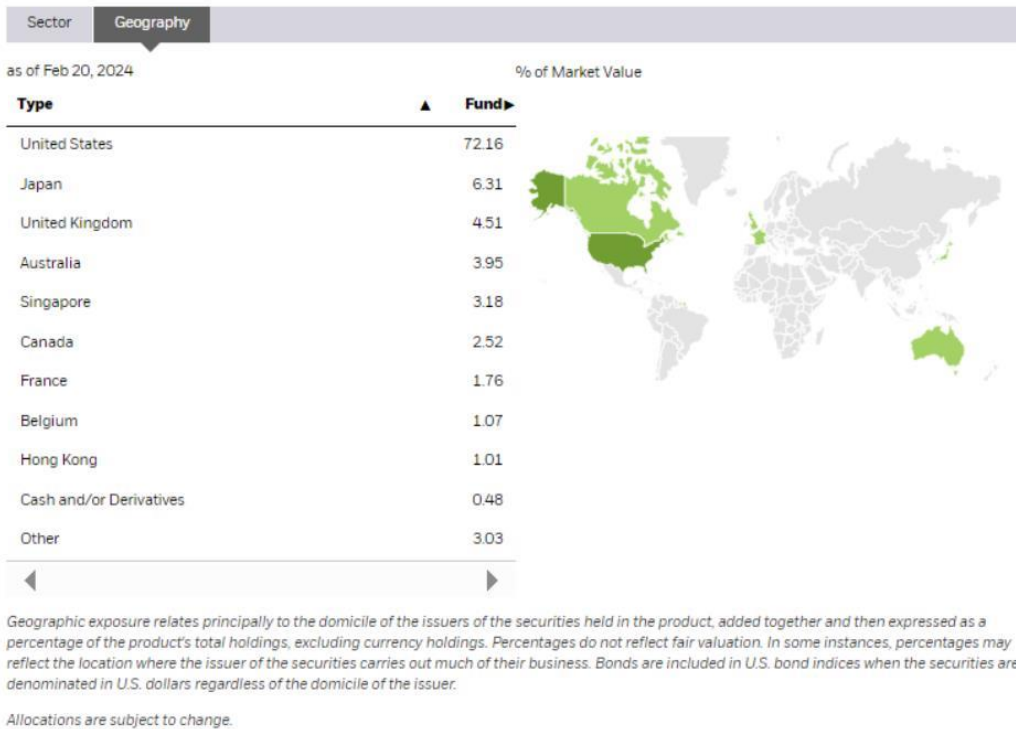 Sector Geography
as of Feb 20, 2024 % of Market Value
Type ▲ Fund▶
United States 72.16
Japan 6.31
United Kingdom 4.51
Australia 3.95
Singapore 3.18
Canada 2.52
France 1.76
Belgium 1.07
Hong Kong 1.01
Cash and/or Derivatives 0.48
Other 3.03
Geographic exposure relates principally to the domicile of the issuers of the securities held in the product, added together and then expressed as a
percentage of the product's total holdings, excluding currency holdings. Percentages do not reflect fair valuation. In some instances, percentages may
reflect the location where the issuer of the securities carries out much of their business. Bonds are included in U.S. bond indices when the securities are
denominated in U.S. dollars regardless of the domicile of the issuer.
Allocations are subject to change.